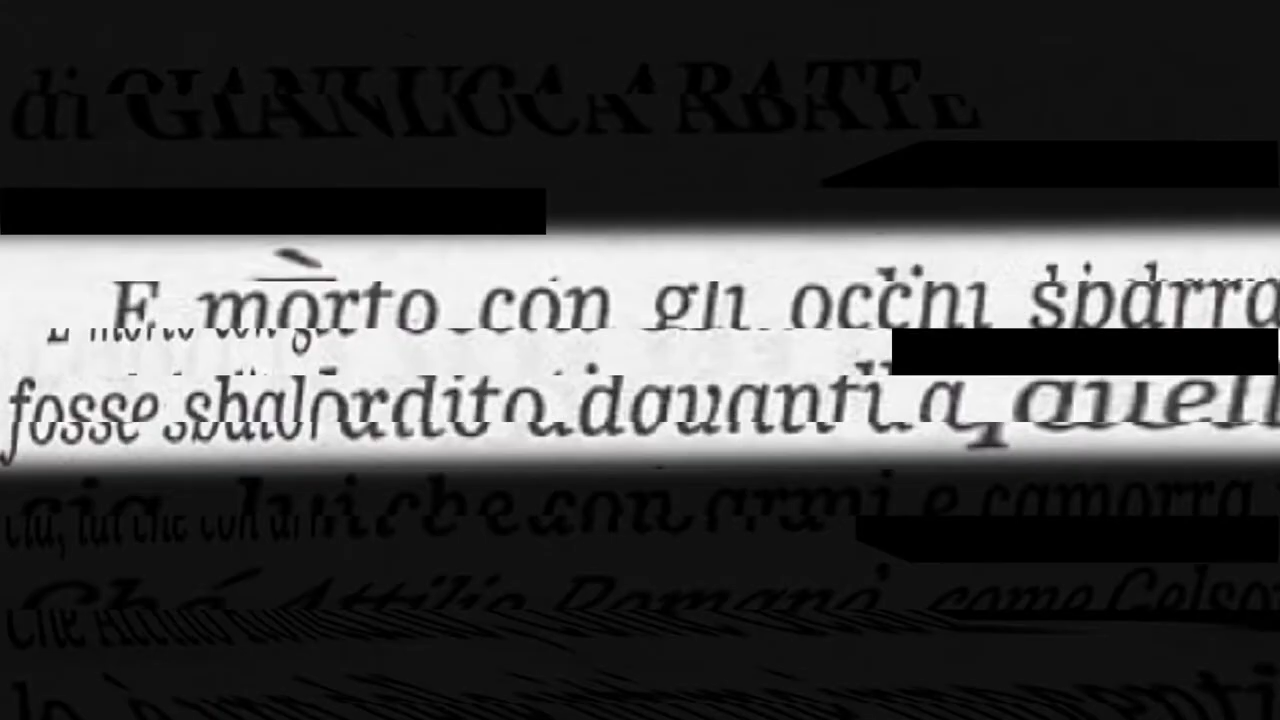 di GIANLUCA ABATE
È morto con gli occhi sbarra
fosse sbalordito davanti a quell
cia, lui che con armi e camorra
Ché Attilio Romanò, come Celso